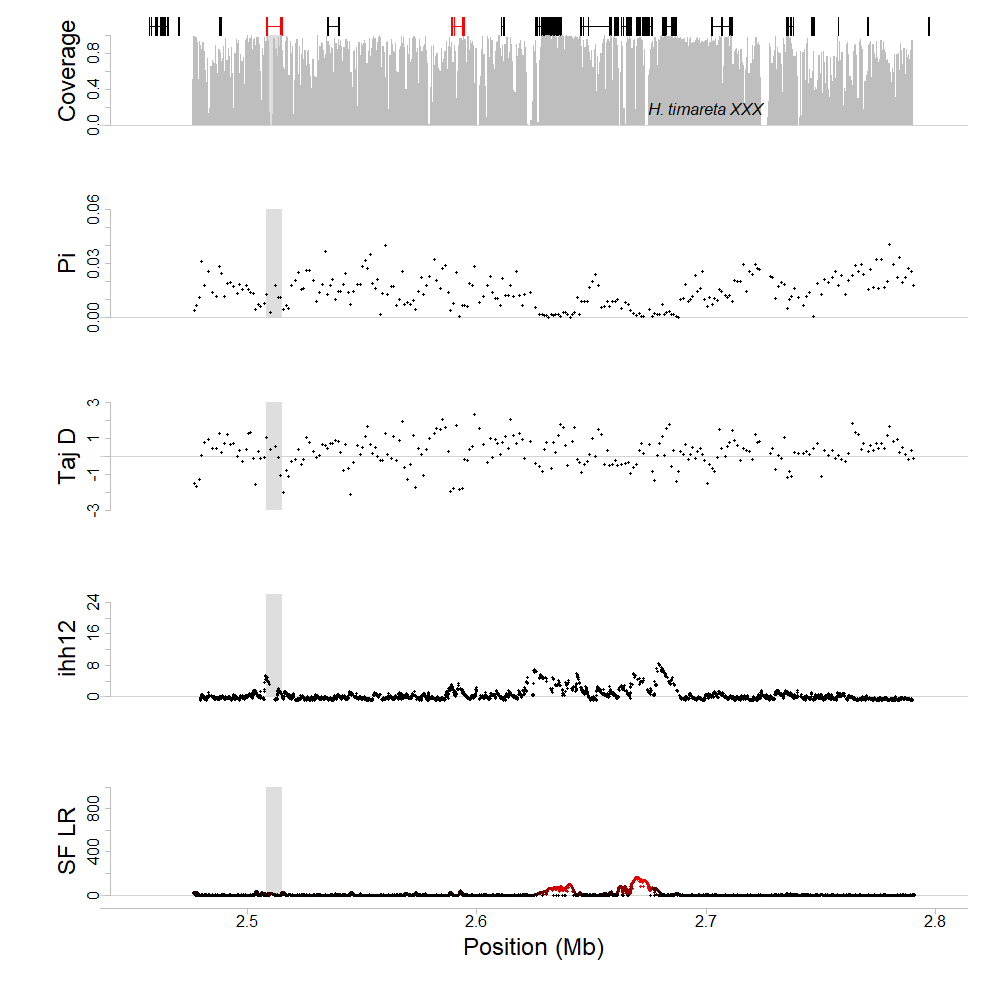 Coverage
0.0 0.4 0.8
H. timareta XXX
Pi
0.00 0.03 0.06
Taj D
-3 -1 1 3
ihh12
0 8 16 24
SF LR
0 400 800
2.5 2.6 2.7 2.8
Position (Mb)